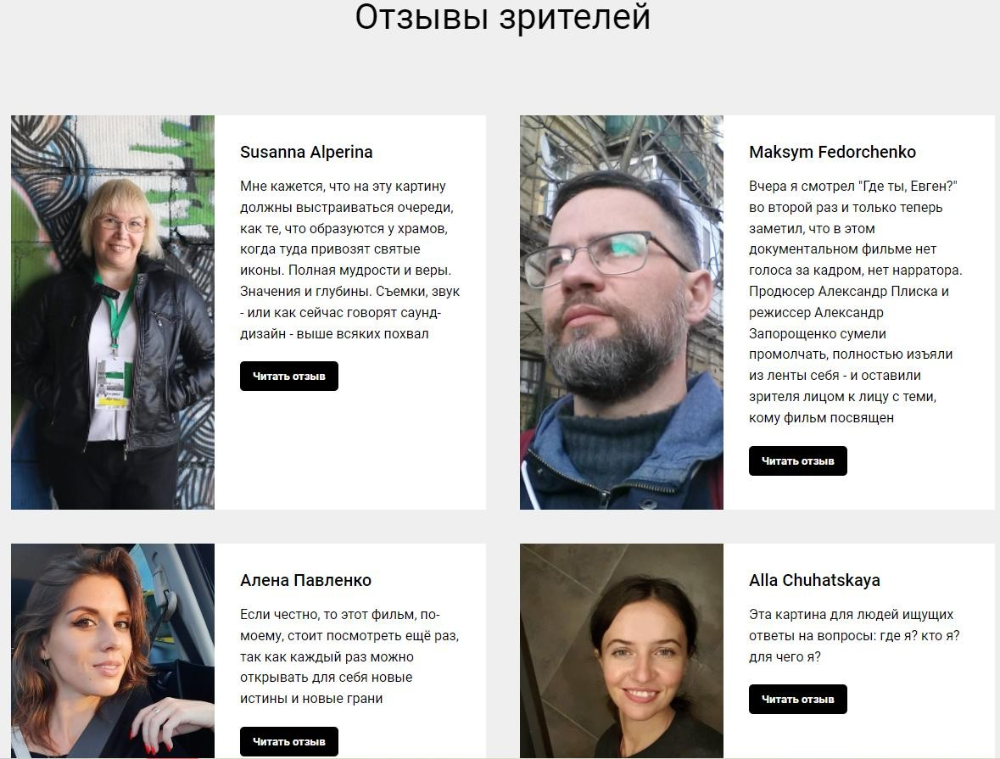 Отзывы зрителей
Susanna Alperina
Мне кажется, что на эту картину
должны выстраиваться очереди,
как те, что образуются у храмов,
когда туда привозят святые
иконы. Полная мудрости и веры.
Значения и глубины. Съемки, звук
- или как сейчас говорят саунд-
дизайн - выше всяких похвал
Читать отзыв
Maksym Fedorchenko
Вчера я смотрел "Где ты, Евген?"
во второй раз и только теперь
заметил, что в этом
документальном фильме нет
голоса за кадром, нет нарратора.
Продюсер Александр Плиска и
режиссер Александр
Запорощенко сумели
промолчать, полностью изъяли
из ленты себя - и оставили
зрителя лицом к лицу с теми,
кому фильм посвящен
Читать отзыв
Алена Павленко
Если честно, то этот фильм, по-
моему, стоит посмотреть ещё раз,
так как каждый раз можно
открывать для себя новые
истины и новые грани
Читать отзыв
Alla Chuhatskaya
Эта картина для людей ищущих
ответы на вопросы: где я? кто я?
для чего я?
Читать отзыв